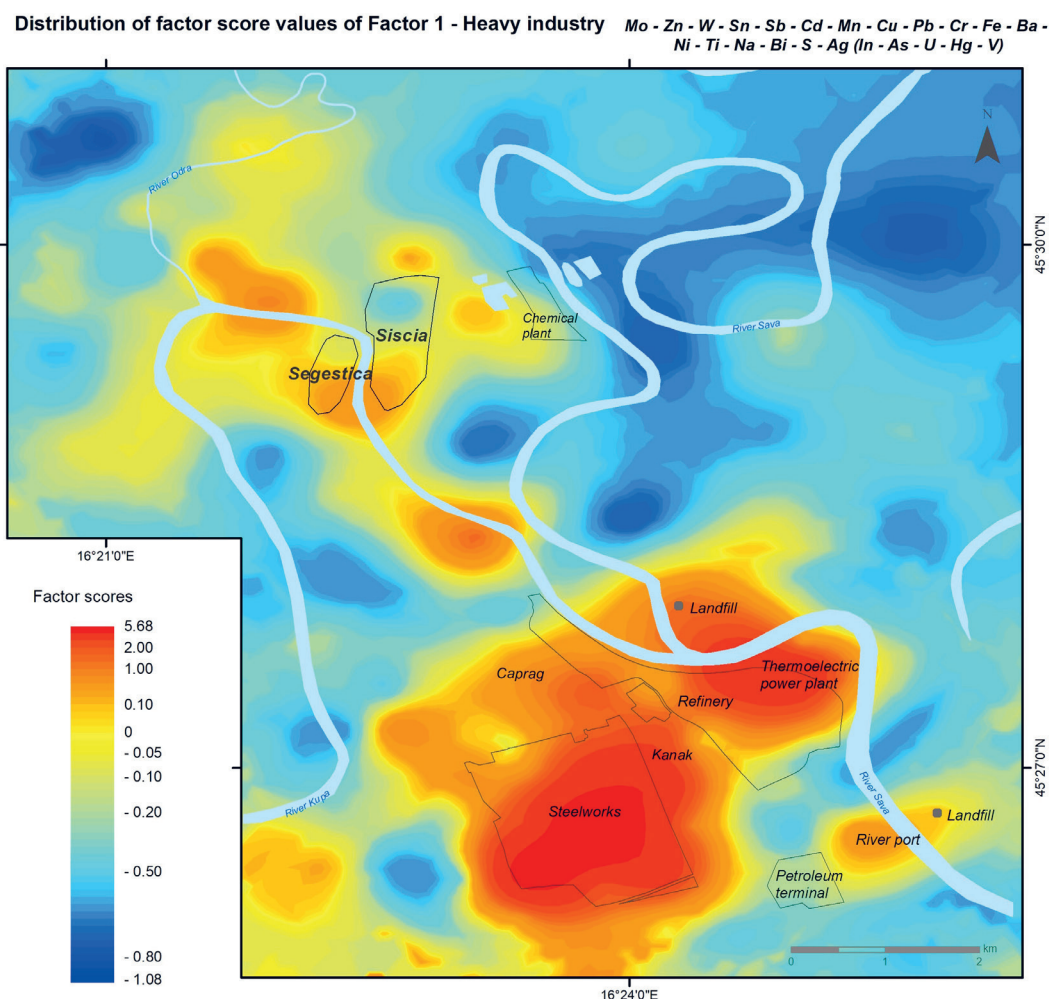 Distribution of factor score values of Factor 1 - Heavy industry
Mo - Zn - W - Sn - Sb - Cd - Mn - Cu - Pb - Cr - Fe - Ba -
Ni - Ti - Na - Bi - S - Ag (In - As - U - Hg - V)
N
River Odra
45°30'0"N
Siscia
Chemical
plant
River Sava
Segestica
16°21'0"E
Factor scores
5.68
2.00
1.00
0.10
0
- 0.05
- 0.10
- 0.20
- 0.50
- 0.80
- 1.08
Landfill
Caprag
Thermoelectric
power plant
Refinery
Kanak
45°27'0"N
River Kupa
Steelworks
River Sava
Landfill
River port
Petroleum
terminal
km
0 1 2
16°24'0"E